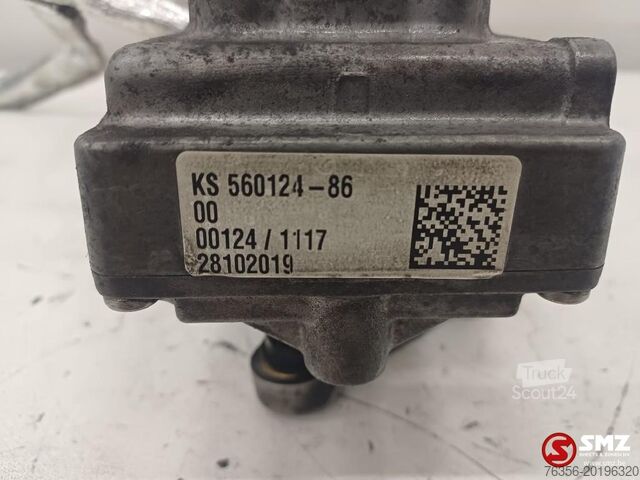 KS 560124-86
00
00124 / 1117
28102019
Truck
Scout24
SMZ
76356-20196320